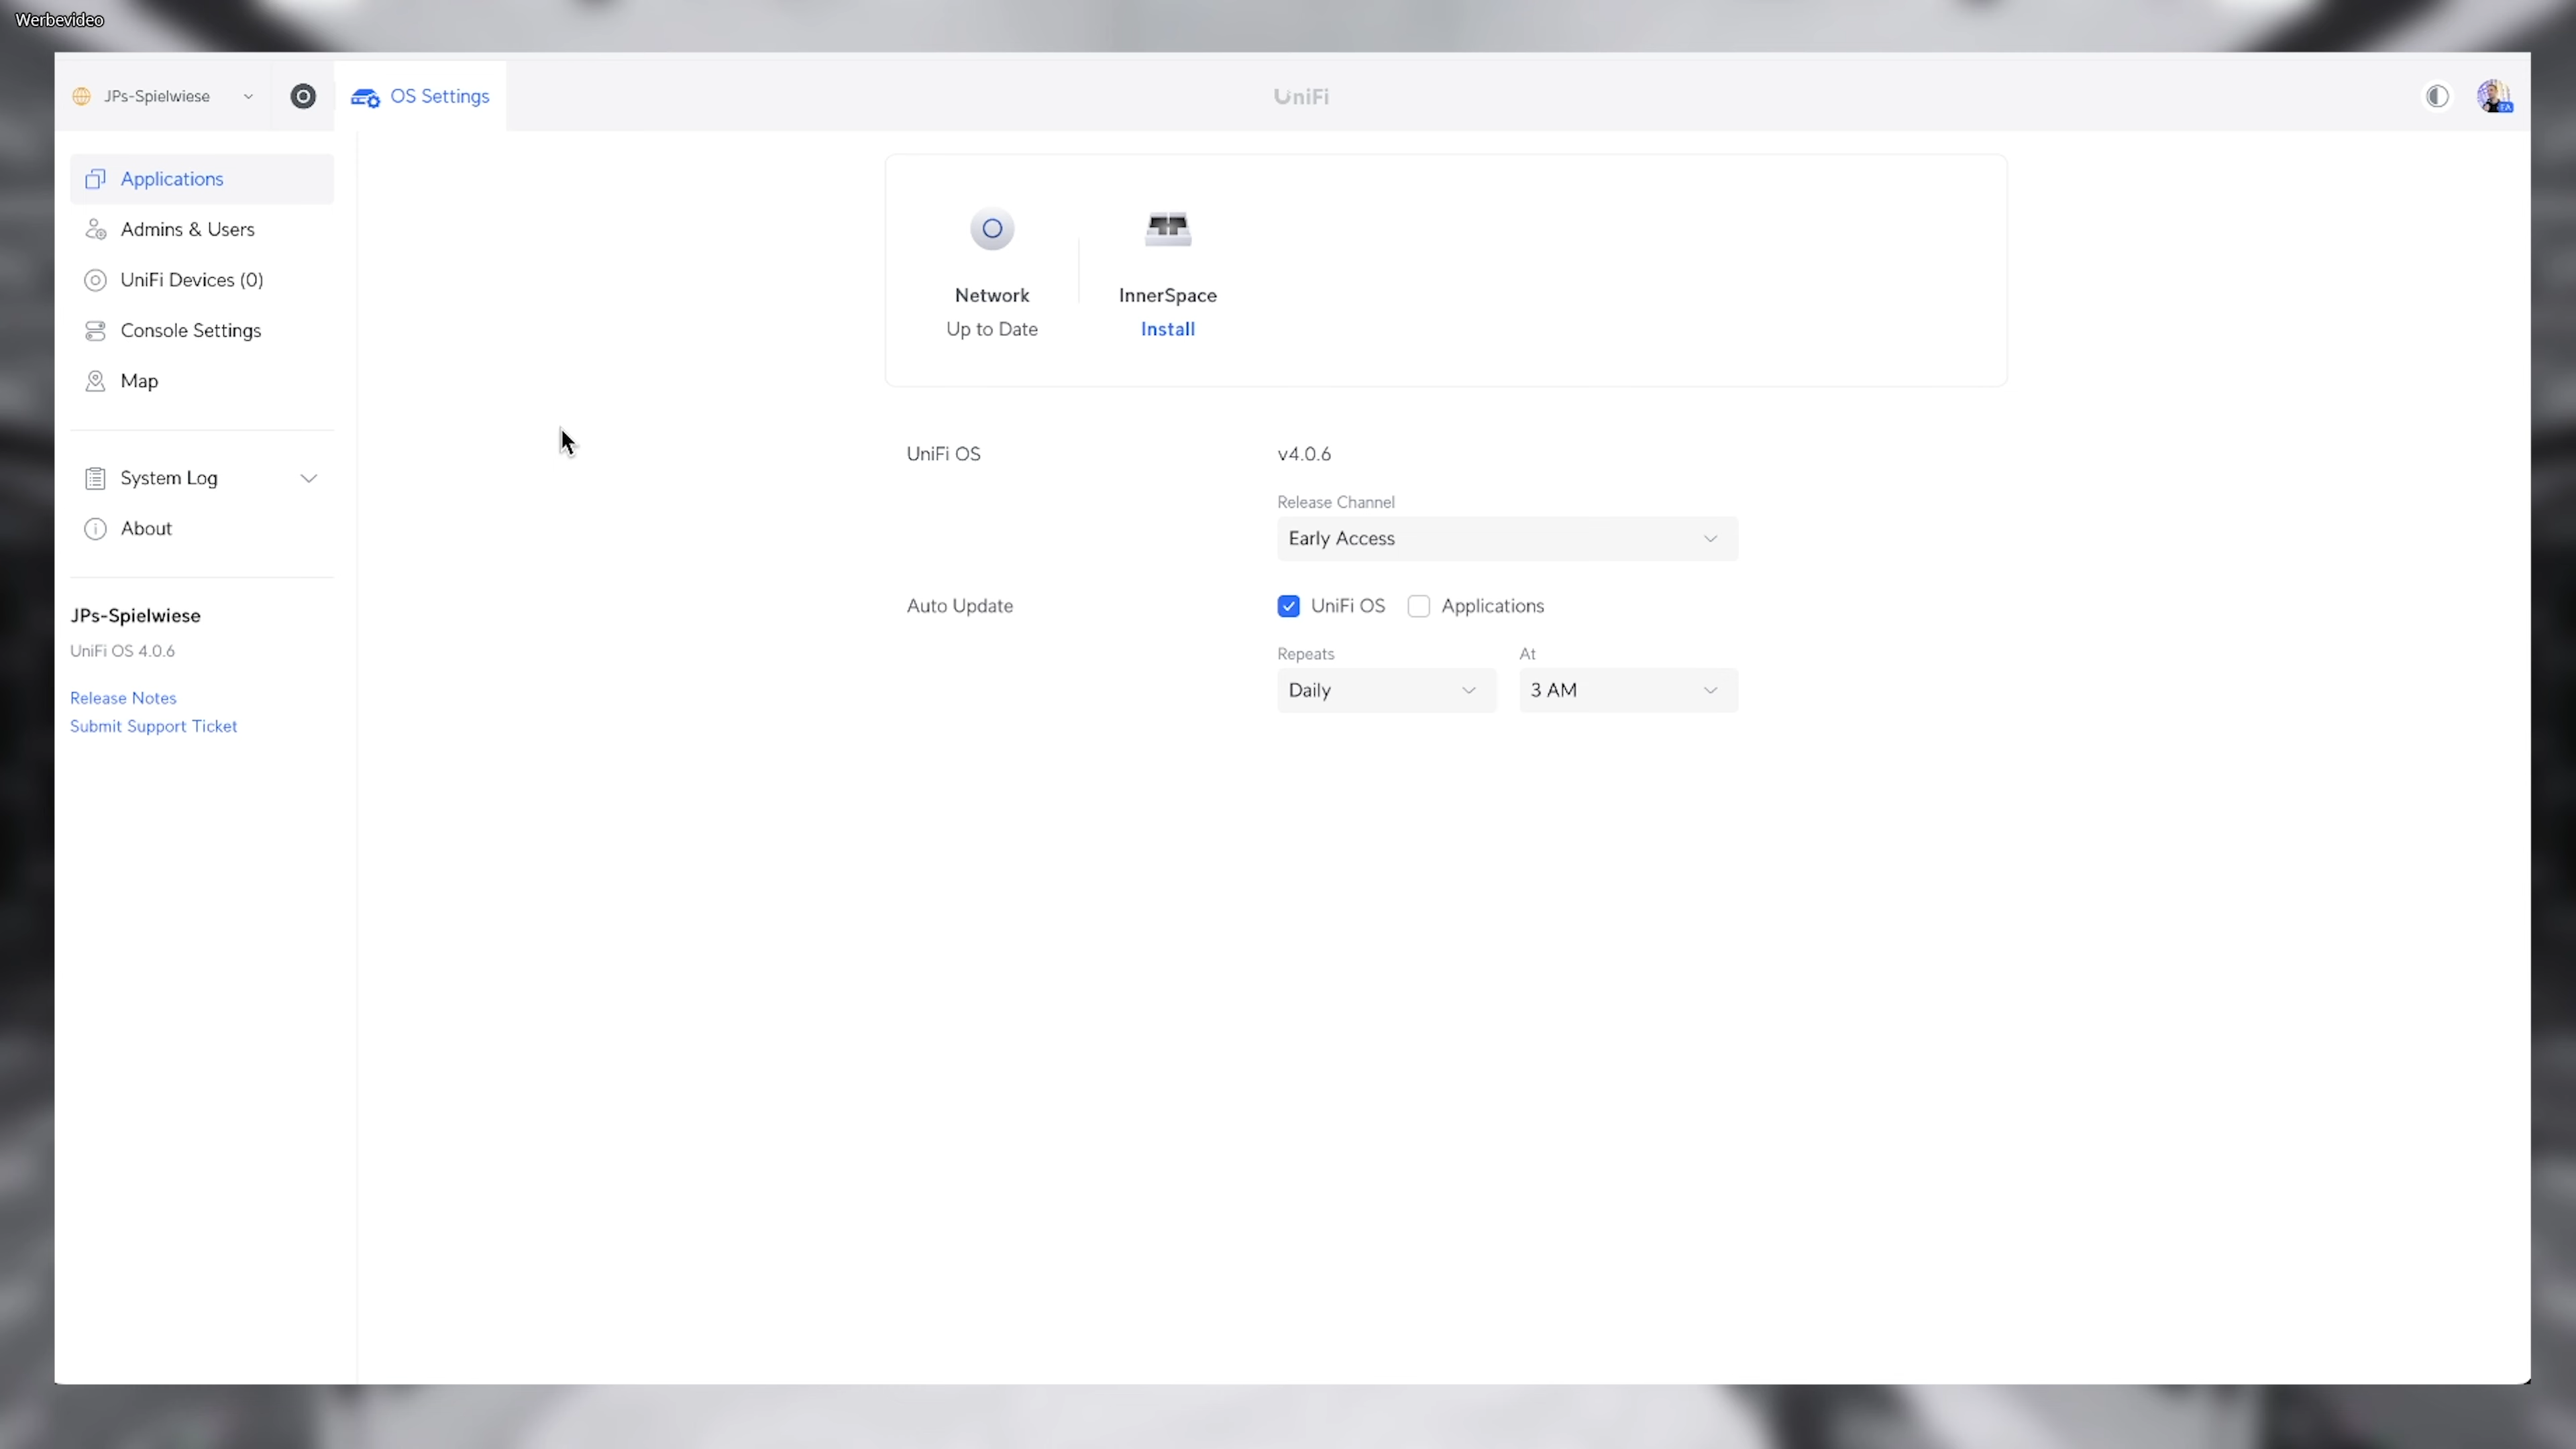 Werbevideo
JPs-Spielwiese
OS Settings
UniFi
Applications
Admins & Users
UniFi Devices (0)
Console Settings
Map
System Log
About
JPs-Spielwiese
UniFi OS 4.0.6
Release Notes
Submit Support Ticket
Network
Up to Date
InnerSpace
Install
UniFi OS
v4.0.6
Release Channel
Early Access
Auto Update
UniFi OS
Applications
Repeats
At
Daily
3 AM
EA